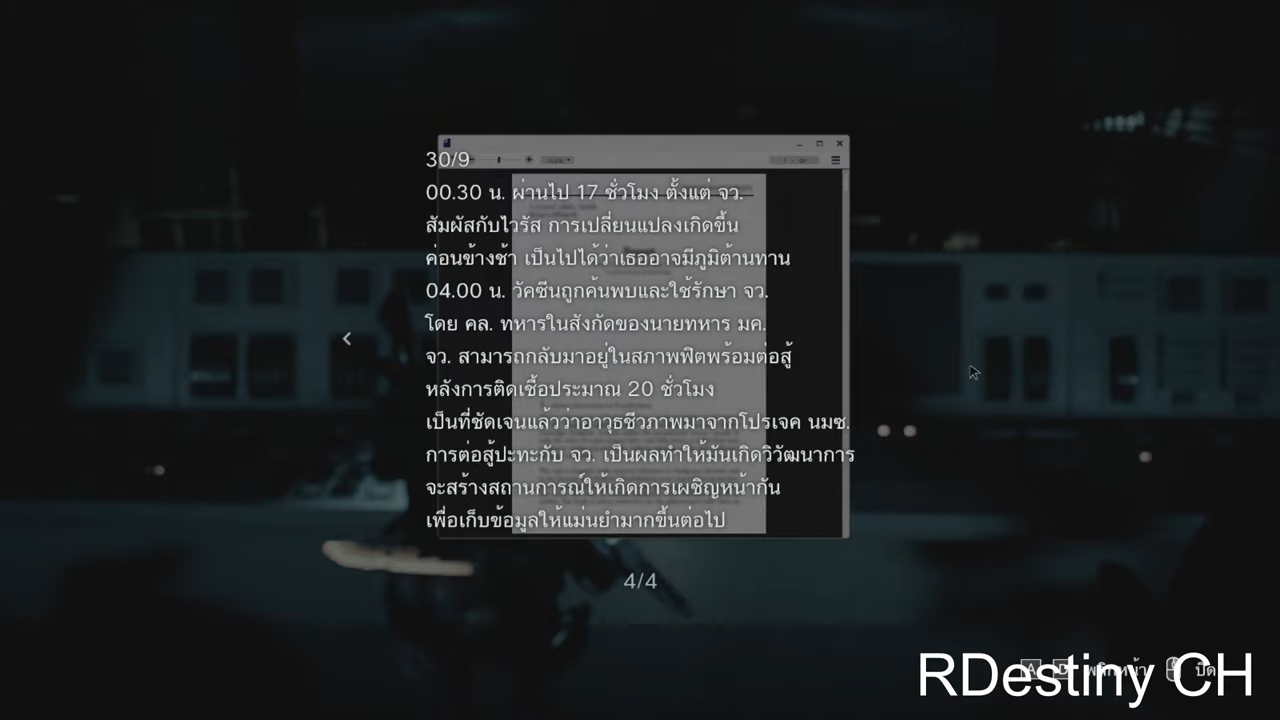 30/9
00.30 น. ผ่านไป 17 ชั่วโมง ตั้งแต่ จว.
สัมผัสกับไวรัส การเปลี่ยนแปลงเกิดขึ้น
ค่อนข้างช้า เป็นไปได้ว่าเธออาจมีภูมิต้านทาน
04.00 น. วัคซีนถูกค้นพบและใช้รักษา จว.
โดย คล. ทหารในสังกัดของนายทหาร มค.
จว. สามารถกลับมาอยู่ในสภาพฟิตพร้อมต่อสู้
หลังการติดเชื้อประมาณ 20 ชั่วโมง
เป็นที่ชัดเจนแล้วว่าอาวุธชีวภาพมาจากโปรเจค นมซ.
การต่อสู้ปะทะกับ จว. เป็นผลทำให้มันเกิดวิวัฒนาการ
จะสร้างสถานการณ์ให้เกิดการเผชิญหน้ากัน
เพื่อเก็บข้อมูลให้แม่นยำมากขึ้นต่อไป
4/4
A D พลิกหน้า ปิด
RDestiny CH